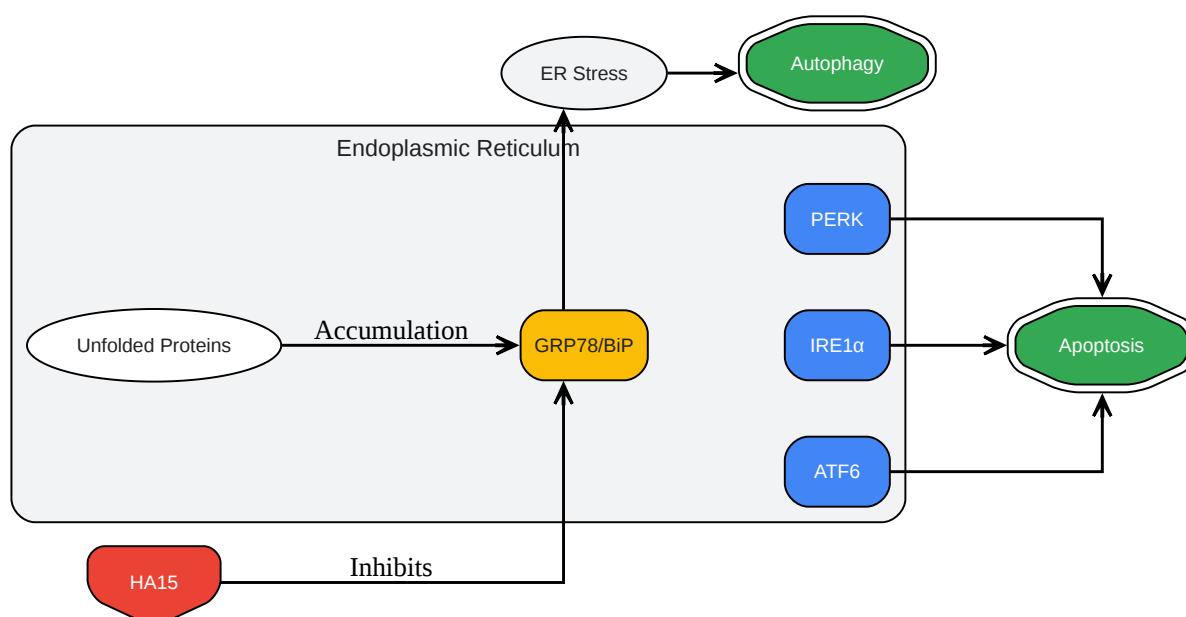 Autophagy
ER Stress
Endoplasmic Reticulum
PERK
Accumulation
Unfolded Proteins
GRP78/BiP
IRE1α
Apoptosis
ATF6
Inhibits
HA15